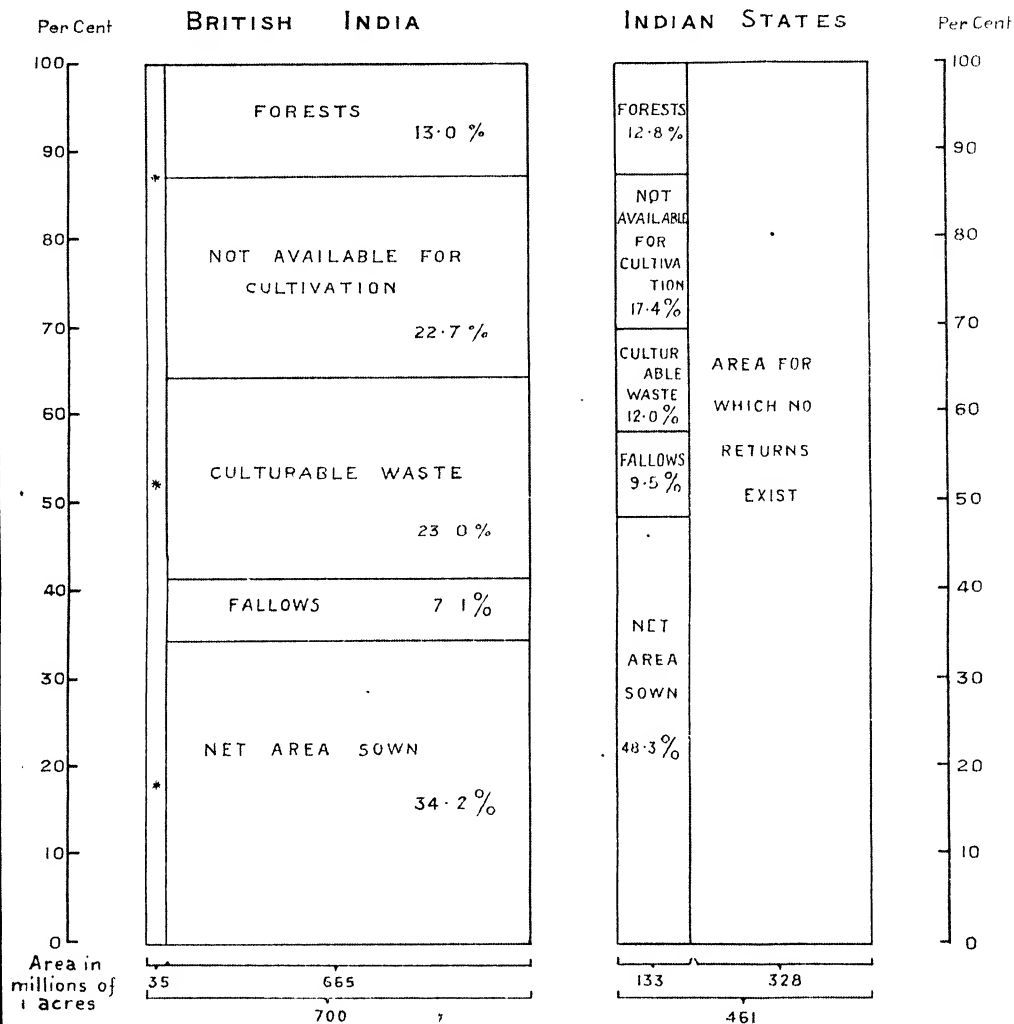 BRITISH INDIA
INDIAN STATES
Per Cent
Per Cent
100
90
80
70
60
50
40
30
20
10
0
*
*
*
FORESTS
13·0 %
NOT AVAILABLE FOR
CULTIVATION
22·7 %
CULTURABLE WASTE
23 0 %
FALLOWS 7 1 %
NET AREA SOWN
34·2 %
FORESTS
12·8 %
NOT
AVAILABLE
FOR
CULTIVA
TION
17·4 %
CULTUR
ABLE
WASTE
12·0 %
FALLOWS
9·5 %
NET
AREA
SOWN
48·3 %
AREA FOR
WHICH NO
RETURNS
EXIST
100
90
80
70
60
50
40
30
20
10
0
Area in
millions of
1 acres
35 665
700
133 328
461